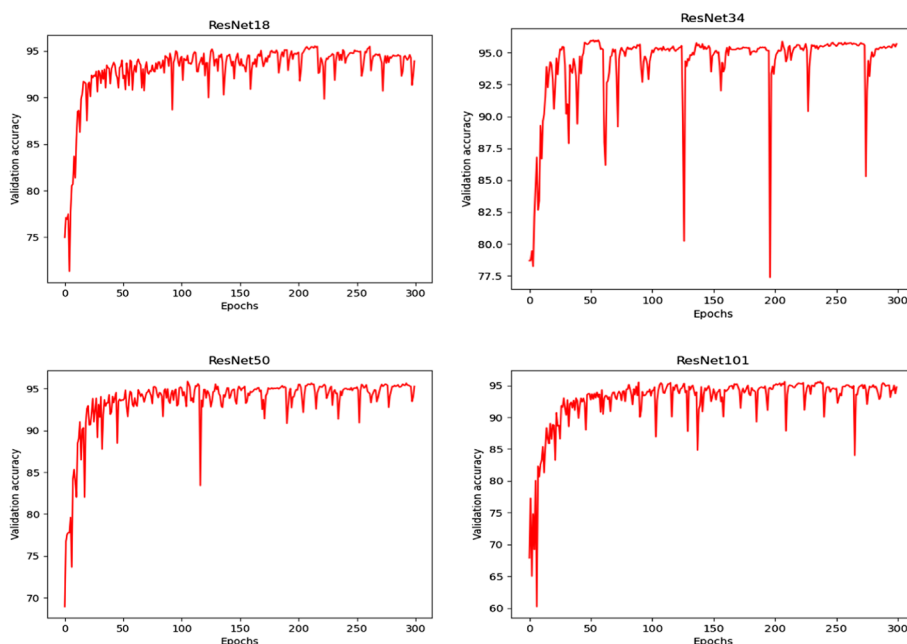 ResNet18
Validation accuracy
95
90
85
80
75
0 50 100 150 200 250 300
Epochs
ResNet34
Validation accuracy
95.0
92.5
90.0
87.5
85.0
82.5
80.0
77.5
0 50 100 150 200 250 300
Epochs
ResNet50
Validation accuracy
95
90
85
80
75
70
0 50 100 150 200 250 300
Epochs
ResNet101
Validation accuracy
95
90
85
80
75
70
65
60
0 50 100 150 200 250 300
Epochs